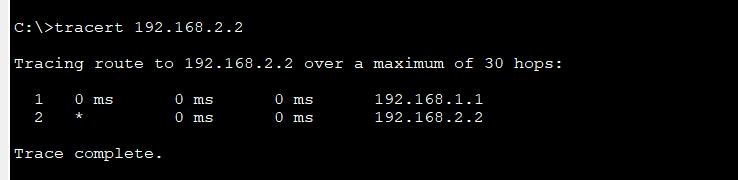 C:\>tracert 192.168.2.2
Tracing route to 192.168.2.2 over a maximum of 30 hops:
1 0 ms 0 ms 0 ms 192.168.1.1
2 * 0 ms 0 ms 192.168.2.2
Trace complete.